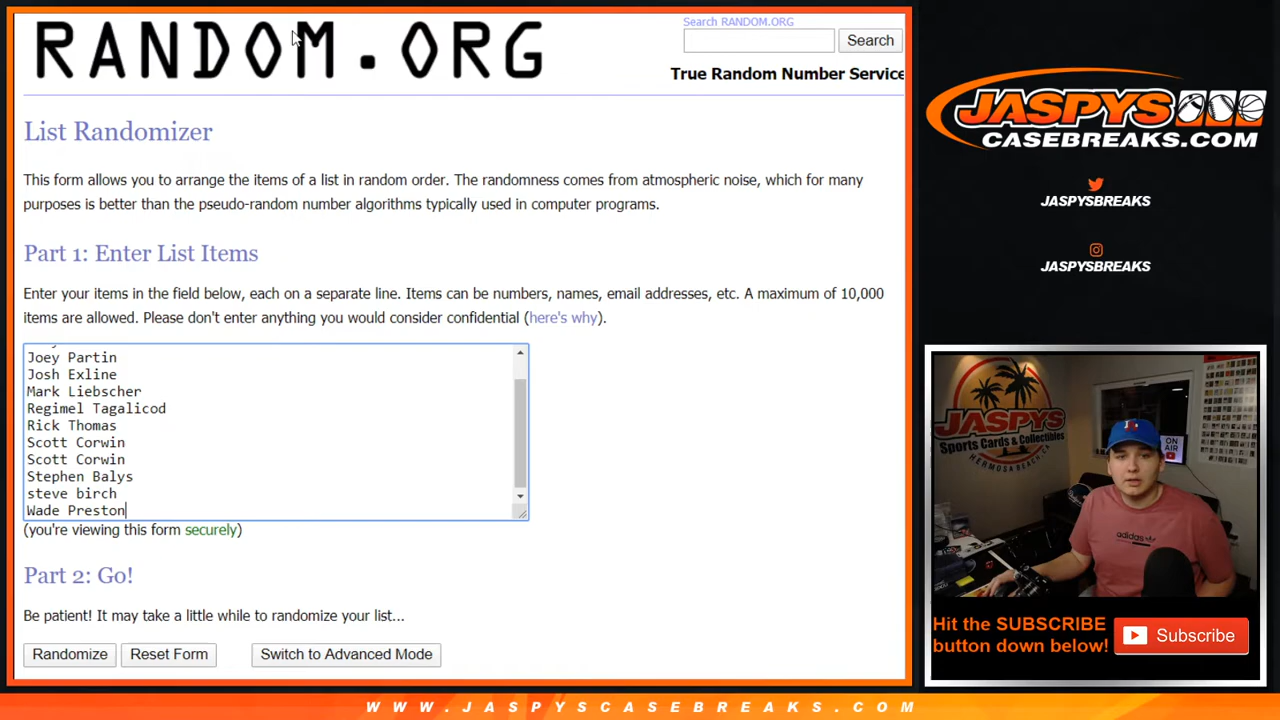 RANDOM.ORG
Search RANDOM.ORG
Search
True Random Number Service
List Randomizer
This form allows you to arrange the items of a list in random order. The randomness comes from atmospheric noise, which for many
purposes is better than the pseudo-random number algorithms typically used in computer programs.
Part 1: Enter List Items
Enter your items in the field below, each on a separate line. Items can be numbers, names, email addresses, etc. A maximum of 10,000
items are allowed. Please don't enter anything you would consider confidential (here's why).
Joey Partin
Josh Exline
Mark Liebscher
Regimel Tagalicod
Rick Thomas
Scott Corwin
Scott Corwin
Stephen Balys
steve birch
Wade Preston
(you're viewing this form securely)
Part 2: Go!
Be patient! It may take a little while to randomize your list...
Randomize
Reset Form
Switch to Advanced Mode
JASPYS
CASEBREAKS.COM
JASPYSBREAKS
JASPYSBREAKS
JASPYS
Sports Cards & Collectibles
HERMOSA BEACH, CA
ON AIR
adidas
Hit the SUBSCRIBE
button down below!
Subscribe
WWW.JASPYSCASEBREAKS.COM